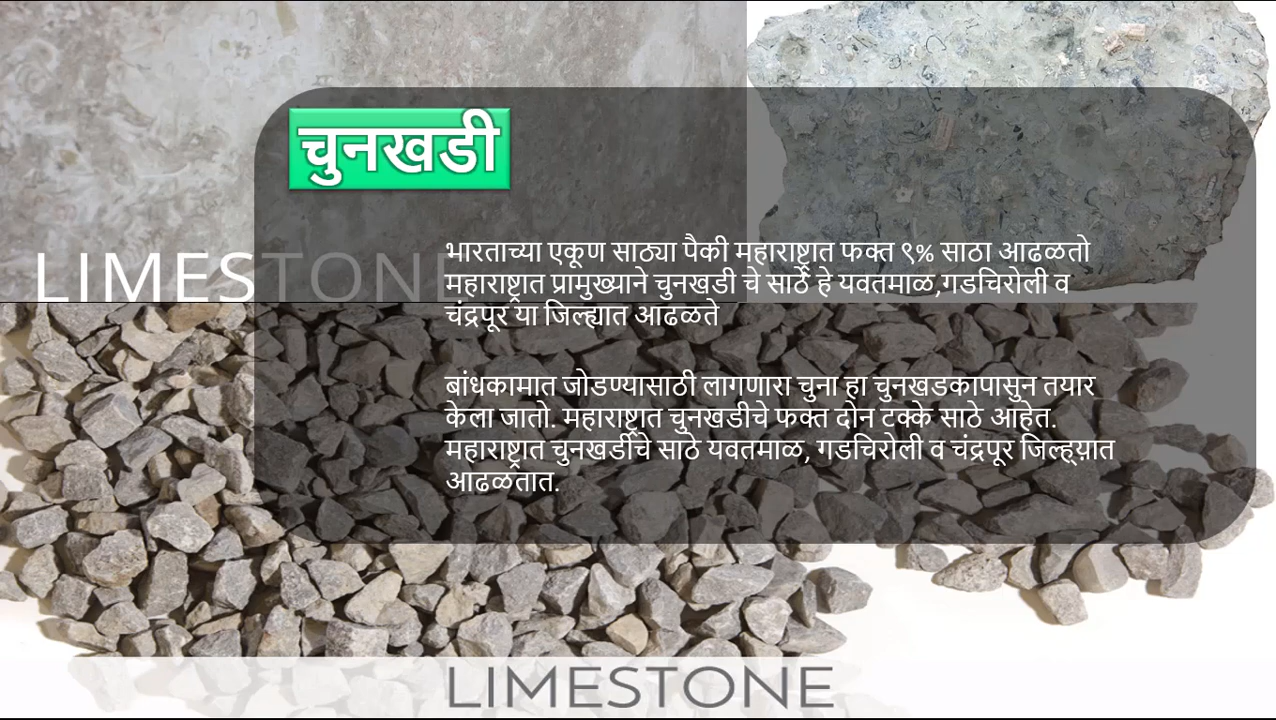 चुनखडी
LIMESTONE
भारताच्या एकूण साठ्या पैकी महाराष्ट्रात फक्त ९% साठा आढळतो
महाराष्ट्रात प्रामुख्याने चुनखडी चे साठे हे यवतमाळ,गडचिरोली व
चंद्रपूर या जिल्ह्यात आढळते
बांधकामात जोडण्यासाठी लागणारा चुना हा चुनखडकापासुन तयार
केला जातो. महाराष्ट्रात चुनखडीचे फक्त दोन टक्के साठे आहेत.
महाराष्ट्रात चुनखडीचे साठे यवतमाळ, गडचिरोली व चंद्रपूर जिल्ह्य़ात
आढळतात.
LIMESTONE